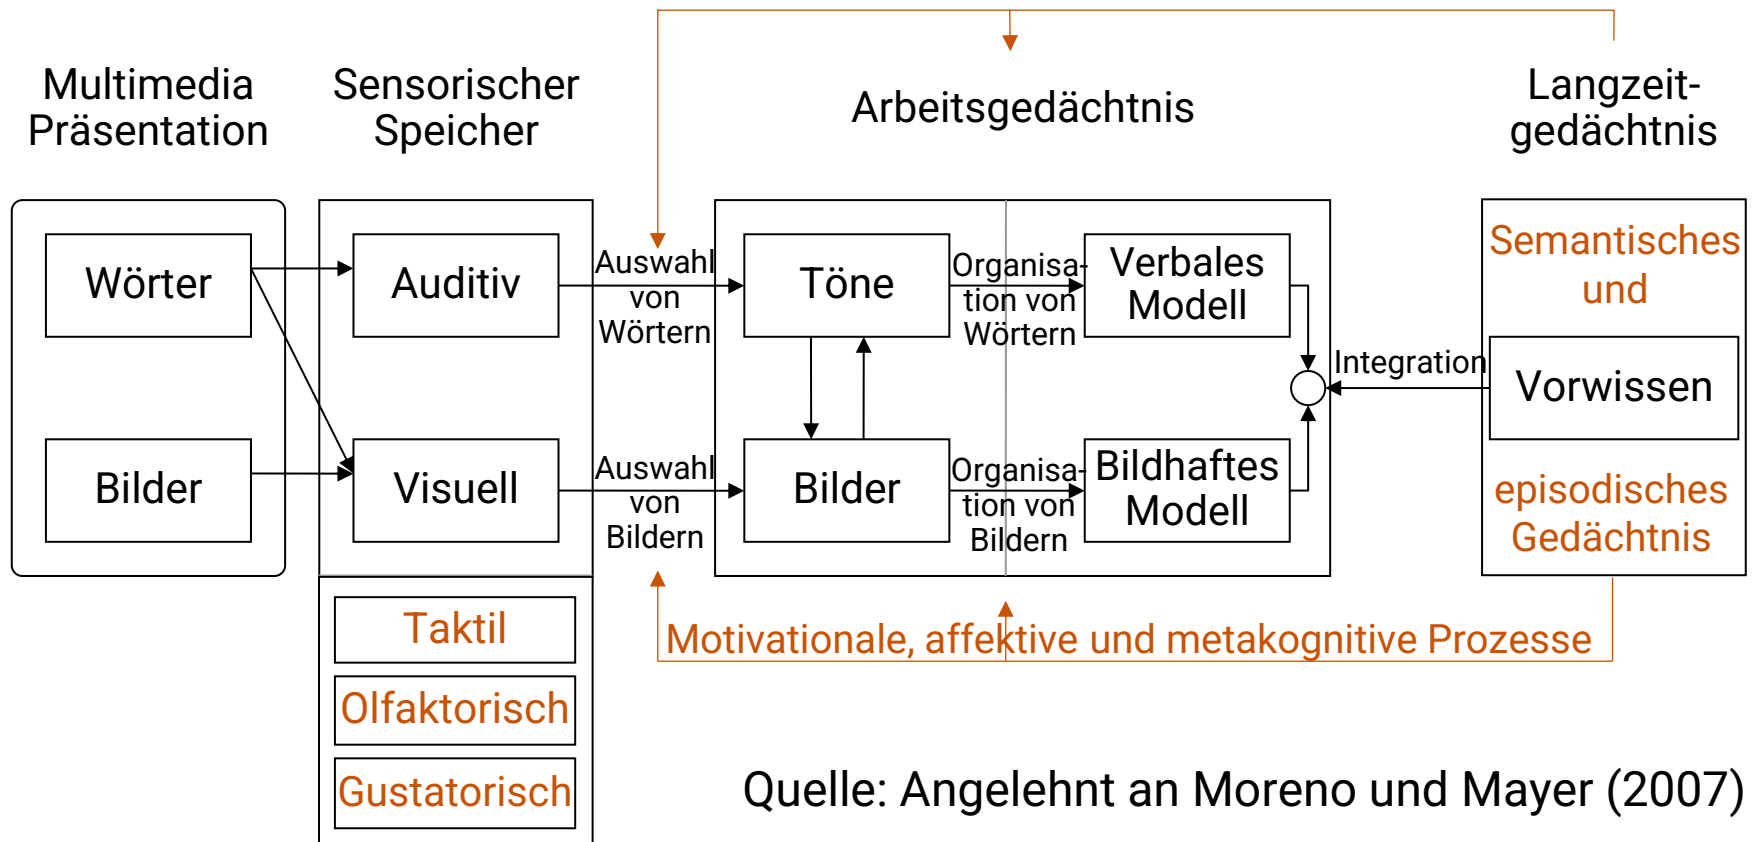 Multimedia
Präsentation
Sensorischer
Speicher
Arbeitsgedächtnis
Langzeit-
gedächtnis
Wörter
Bilder
Auditiv
Visuell
Taktil
Olfaktorisch
Gustatorisch
Auswahl
von
Wörtern
Auswahl
von
Bildern
Töne
Bilder
Organisa-
tion von
Wörtern
Organisa-
tion von
Bildern
Verbales
Modell
Bildhaftes
Modell
Integration
Semantisches
und
Vorwissen
episodisches
Gedächtnis
Motivationale, affektive und metakognitive Prozesse
Quelle: Angelehnt an Moreno und Mayer (2007)